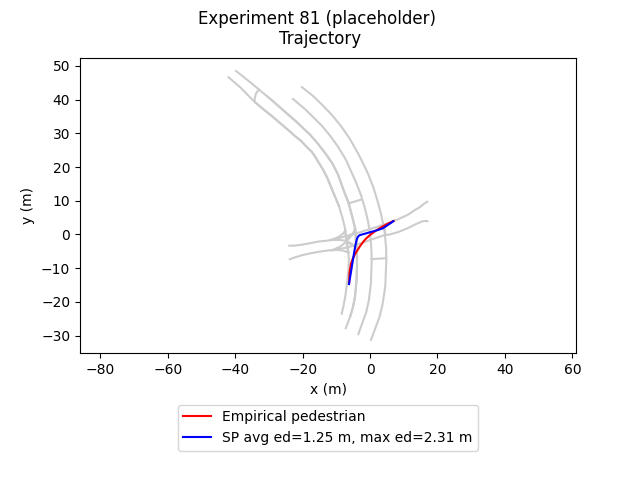 Experiment 81 (placeholder)
Trajectory
50
40
30
20
10
0
−10
−20
−30
y (m)
−80 −60 −40 −20 0 20 40 60
x (m)
Empirical pedestrian
SP avg ed=1.25 m, max ed=2.31 m